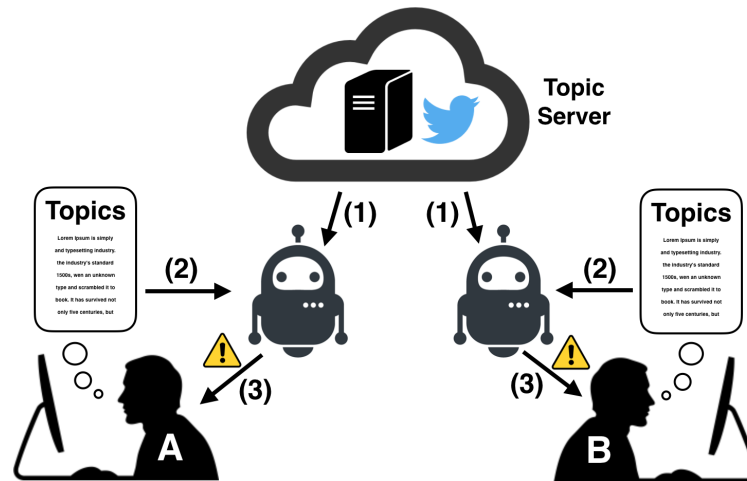 Topic
Server
(1)
(1)
Topics
Lorem Ipsum is simply
and typesetting industry.
the industry's standard
1500s, wen an unknown
type and scrambled it to
book. It has survived not
only five centuries, but
(2)
Topics
Lorem Ipsum is simply
and typesetting industry.
the industry's standard
1500s, wen an unknown
type and scrambled it to
book. It has survived not
only five centuries, but
(2)
!
(3)
!
(3)
A
B